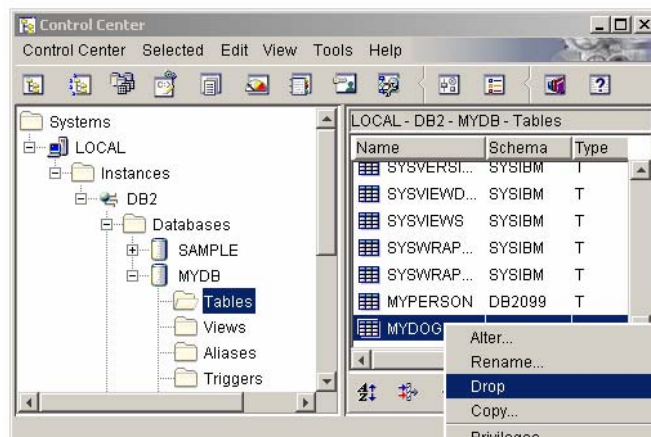 Control Center
Control Center Selected Edit View Tools Help
Systems
LOCAL
Instances
DB2
Databases
SAMPLE
MYDB
Tables
Views
Aliases
Triggers
LOCAL - DB2 - MYDB - Tables
Name Schema Type
SYSVERSI... SYSIBM T
SYSVIEWD... SYSIBM T
SYSVIEWS SYSIBM T
SYSWRAP... SYSIBM T
SYSWRAP... SYSIBM T
MYPERSON DB2099 T
MYDOG
Alter...
Rename...
Drop
Copy...
Privileges